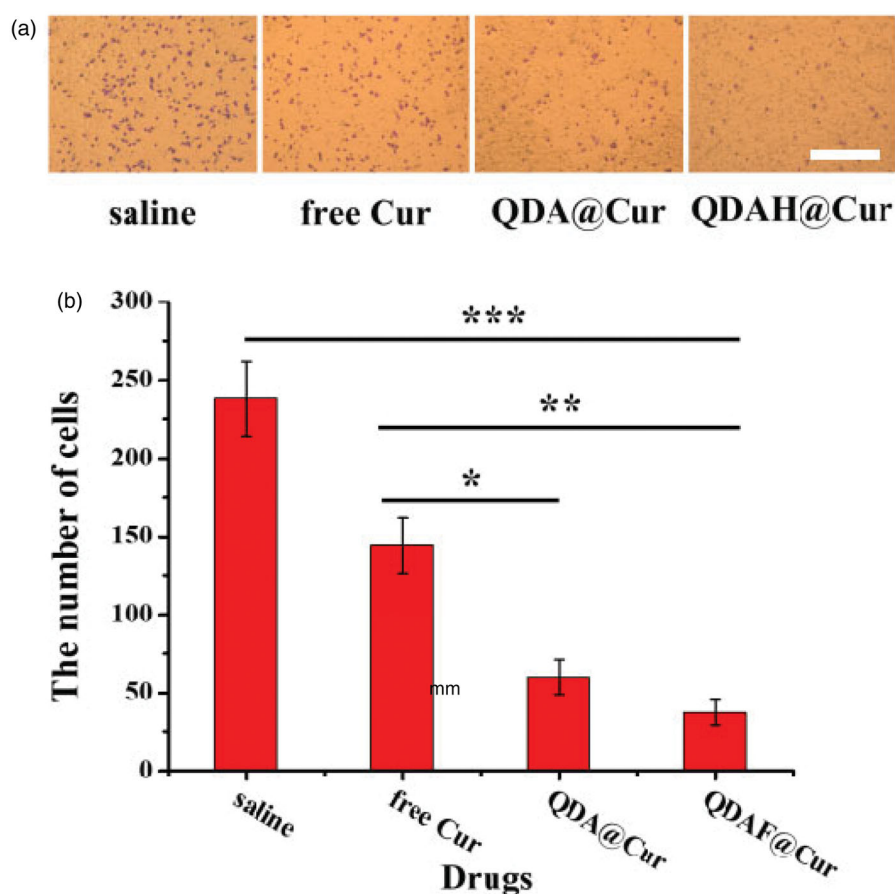 (a)
saline free Cur QDA@Cur QDAH@Cur
(b)
300
250
200
150
100
50
0
The number of cells
***
**
*
mm
saline free Cur QDA@Cur QDAF@Cur
Drugs